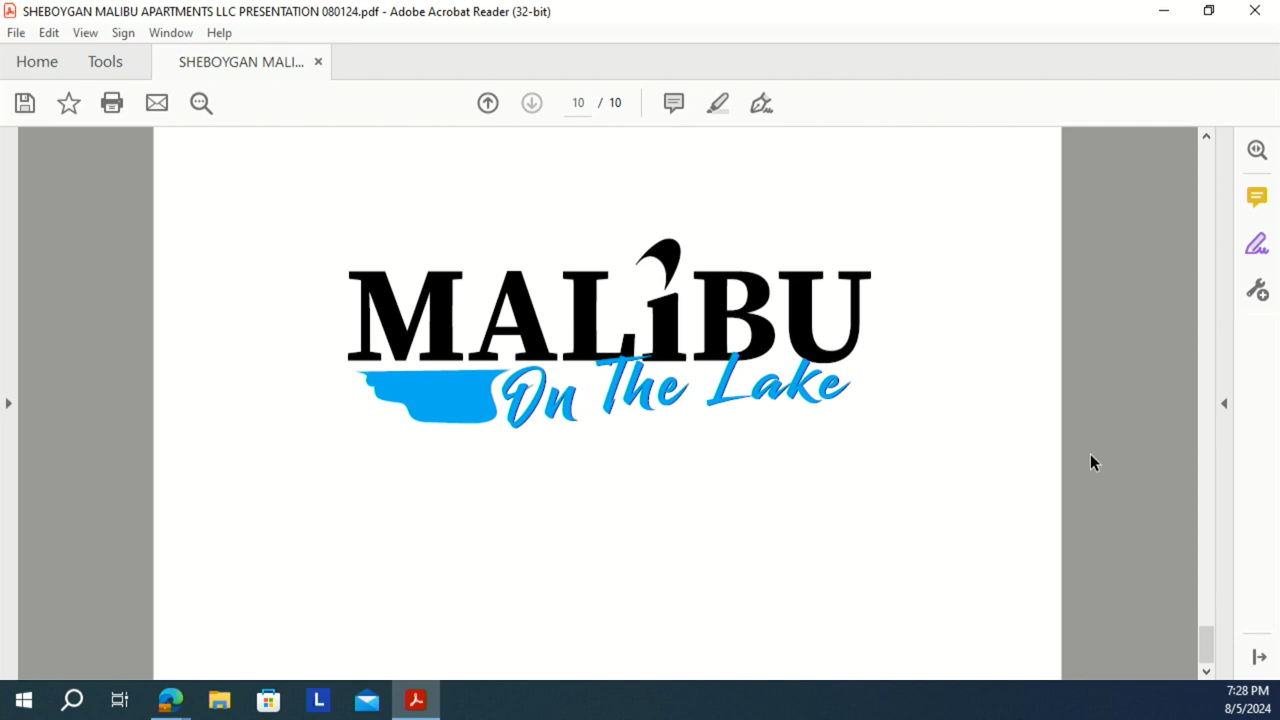 SHEBOYGAN MALIBU APARTMENTS LLC PRESENTATION 080124.pdf - Adobe Acrobat Reader (32-bit)
File Edit View Sign Window Help
Home Tools SHEBOYGAN MALI... ×
10 / 10
MALiBU
On The Lake
L
7:28 PM
8/5/2024